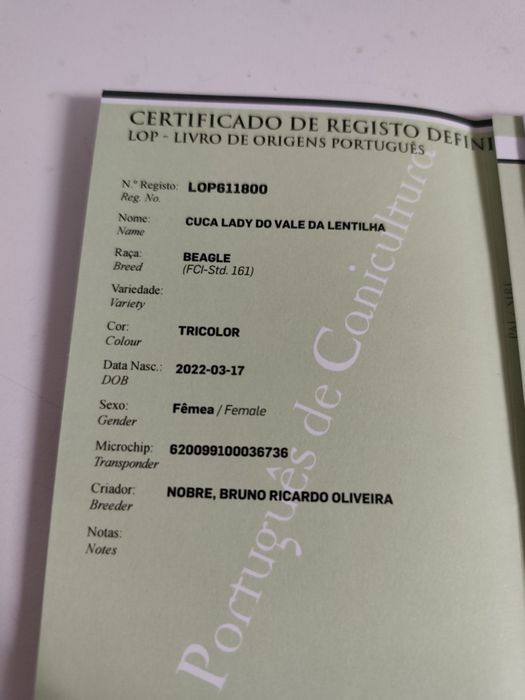 CERTIFICADO DE REGISTO DEFINI
LOP - LIVRO DE ORIGENS PORTUGUÊS
N.º Registo: LOP611800
Reg. No.
Nome: CUCA LADY DO VALE DA LENTILHA
Name
Raça: BEAGLE
Breed (FCI-Std. 161)
Variedade:
Variety
Cor: TRICOLOR
Colour
Data Nasc.: 2022-03-17
DOB
Sexo: Fêmea / Female
Gender
Microchip: 620099100036736
Transponder
Criador: NOBRE, BRUNO RICARDO OLIVEIRA
Breeder
Notas:
Notes
Português de Canicultura